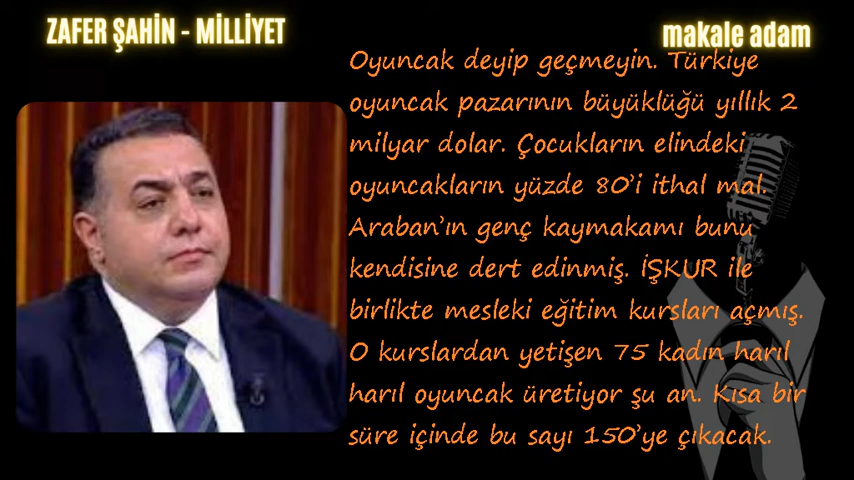 ZAFER ŞAHİN - MİLLİYET
makale adam
Oyuncak deyip geçmeyin. Türkiye
oyuncak pazarının büyüklüğü yıllık 2
milyar dolar. Çocukların elindeki
oyuncakların yüzde 80'i ithal mal.
Araban'ın genç kaymakamı bunu
kendisine dert edinmiş. İŞKUR ile
birlikte mesleki eğitim kursları açmış.
O kurslardan yetişen 75 kadın harıl
harıl oyuncak üretiyor şu an. Kısa bir
süre içinde bu sayı 150'ye çıkacak.